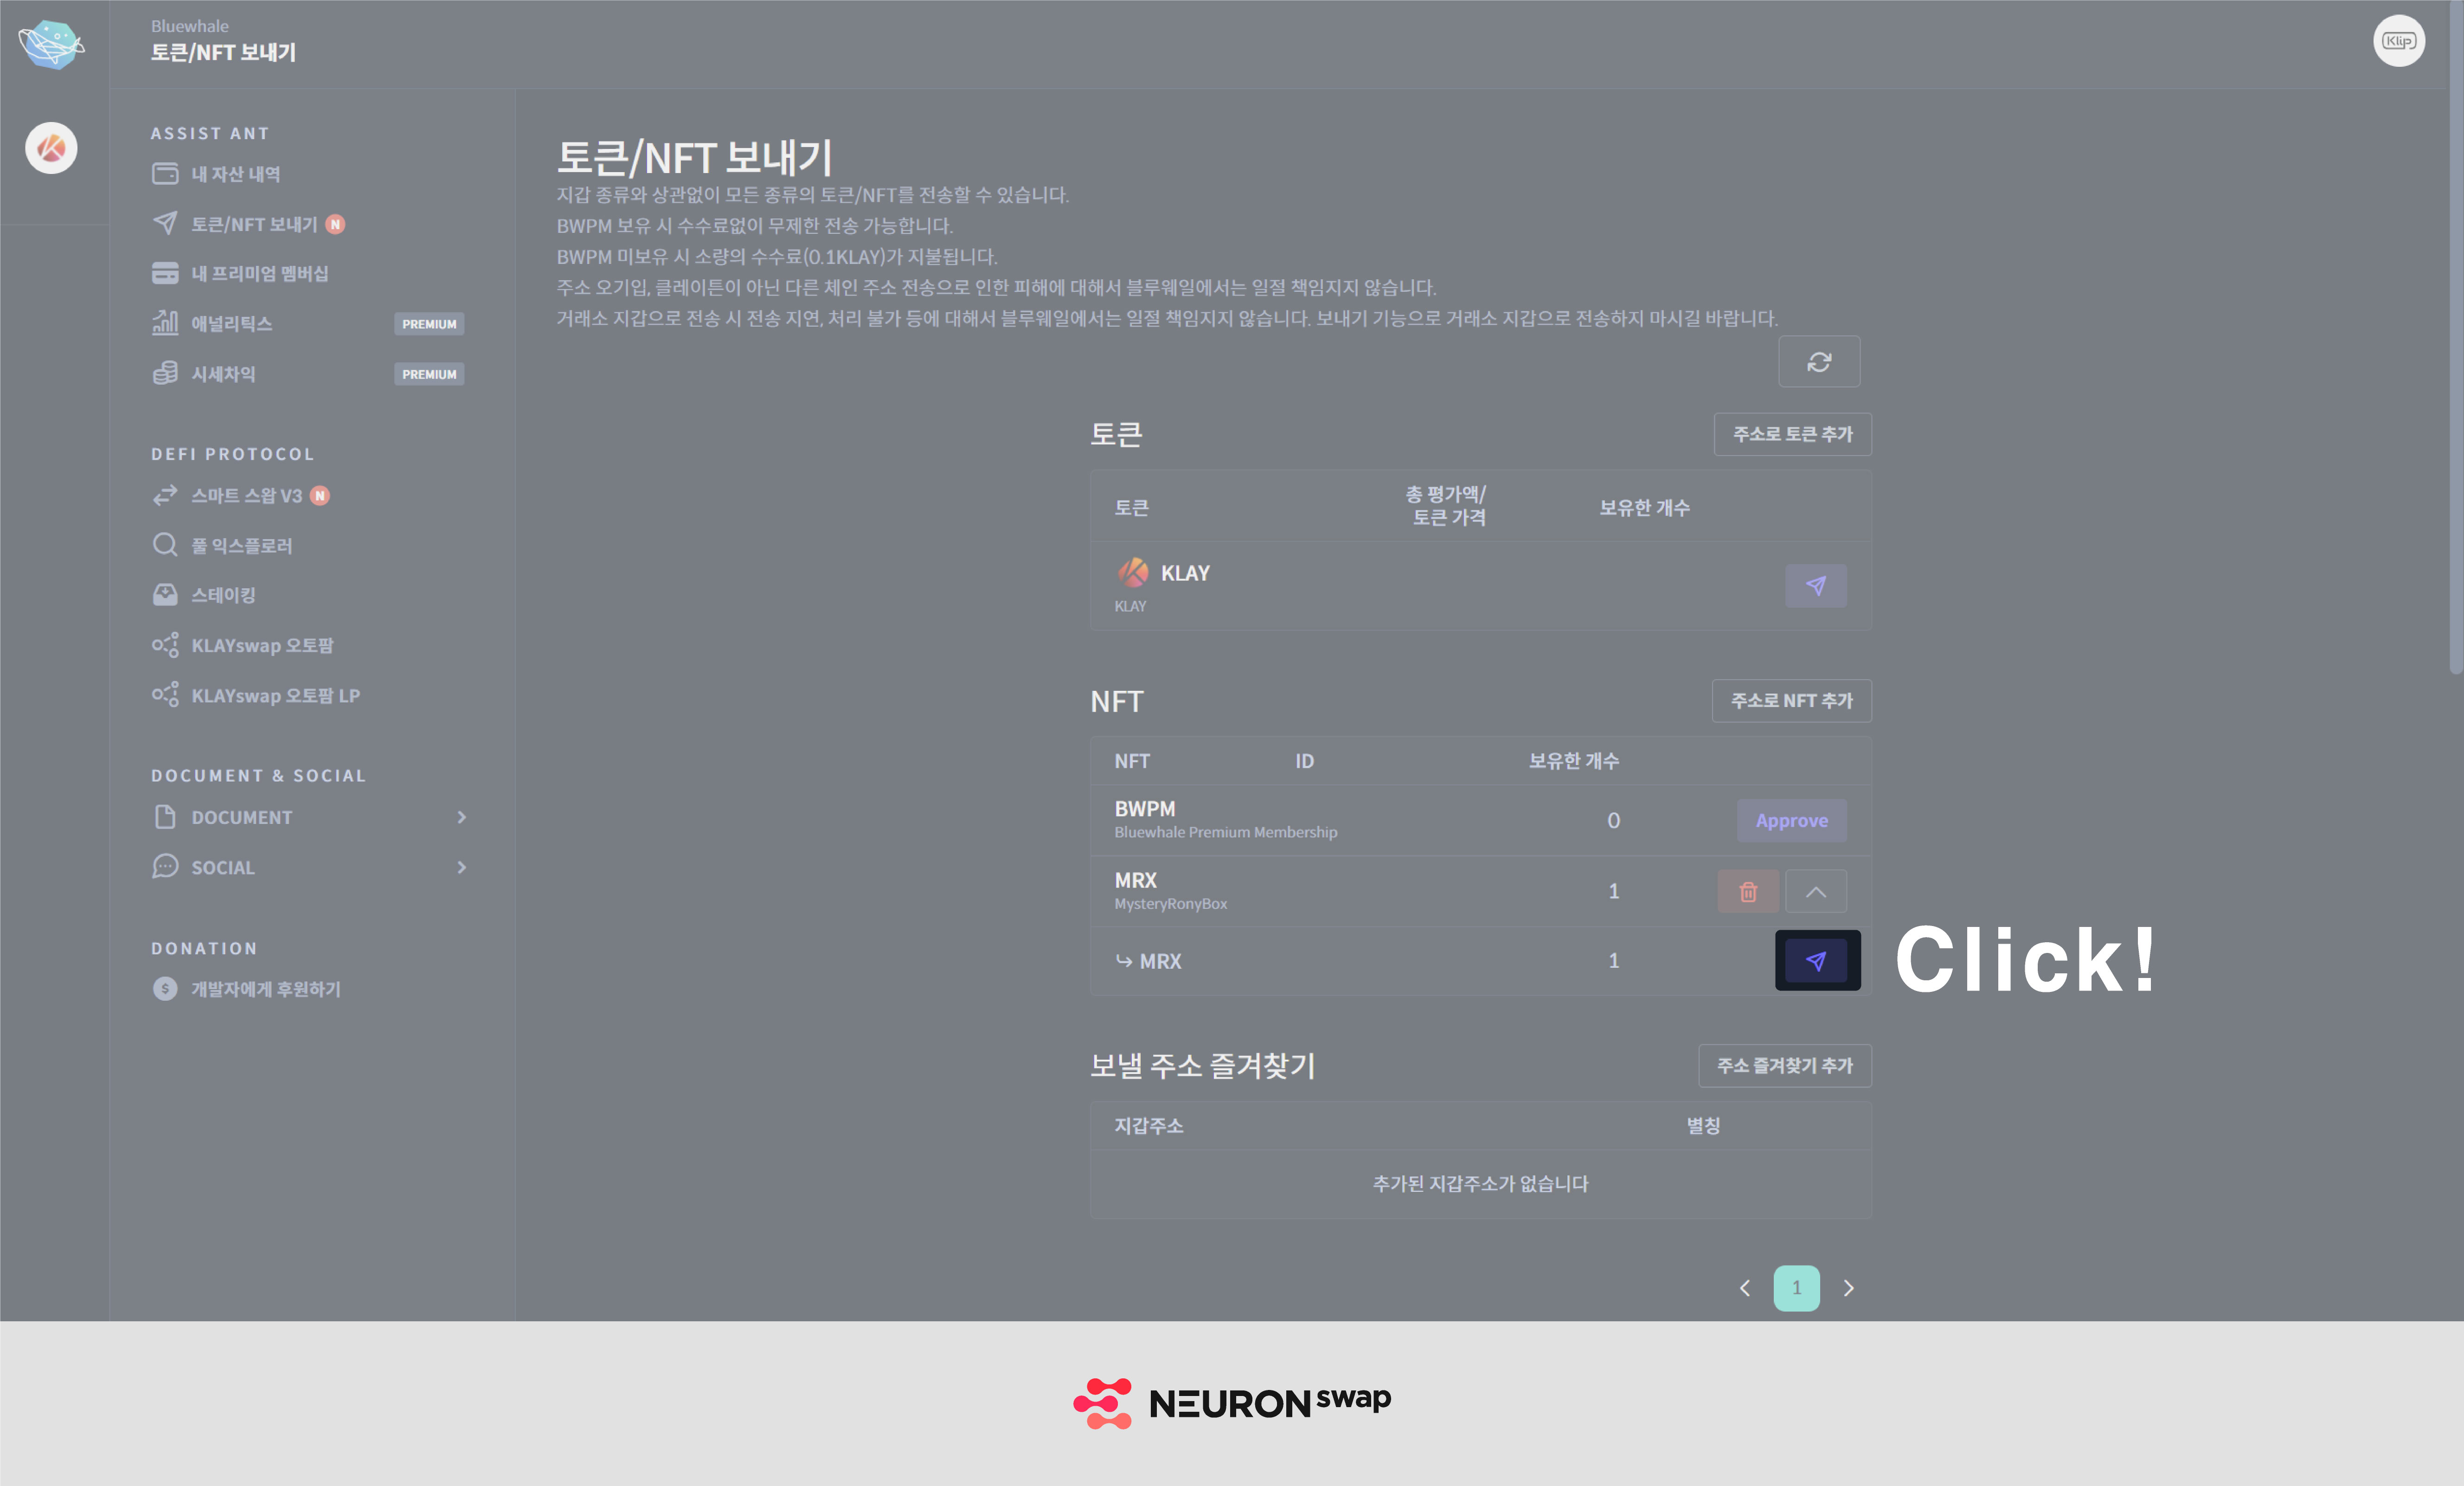 Bluewhale
토큰/NFT 보내기
Klip
ASSIST ANT
내 자산 내역
토큰/NFT 보내기 N
내 프리미엄 멤버십
애널리틱스 PREMIUM
시세차익 PREMIUM
DEFI PROTOCOL
스마트 스왑 V3 N
풀 익스플로러
스테이킹
KLAYswap 오토팜
KLAYswap 오토팜 LP
DOCUMENT & SOCIAL
DOCUMENT
SOCIAL
DONATION
개발자에게 후원하기
토큰/NFT 보내기
지갑 종류와 상관없이 모든 종류의 토큰/NFT를 전송할 수 있습니다.
BWPM 보유 시 수수료없이 무제한 전송 가능합니다.
BWPM 미보유 시 소량의 수수료(0.1KLAY)가 지불됩니다.
주소 오기입, 클레이튼이 아닌 다른 체인 주소 전송으로 인한 피해에 대해서 블루웨일에서는 일절 책임지지 않습니다.
거래소 지갑으로 전송 시 전송 지연, 처리 불가 등에 대해서 블루웨일에서는 일절 책임지지 않습니다. 보내기 기능으로 거래소 지갑으로 전송하지 마시길 바랍니다.
토큰 주소로 토큰 추가
토큰 총 평가액/ 보유한 개수
토큰 가격
KLAY
KLAY
NFT 주소로 NFT 추가
NFT ID 보유한 개수
BWPM 0 Approve
Bluewhale Premium Membership
MRX 1
MysteryRonyBox
MRX 1
Click!
보낼 주소 즐겨찾기 주소 즐겨찾기 추가
지갑주소 별칭
추가된 지갑주소가 없습니다
1
NEURON swap